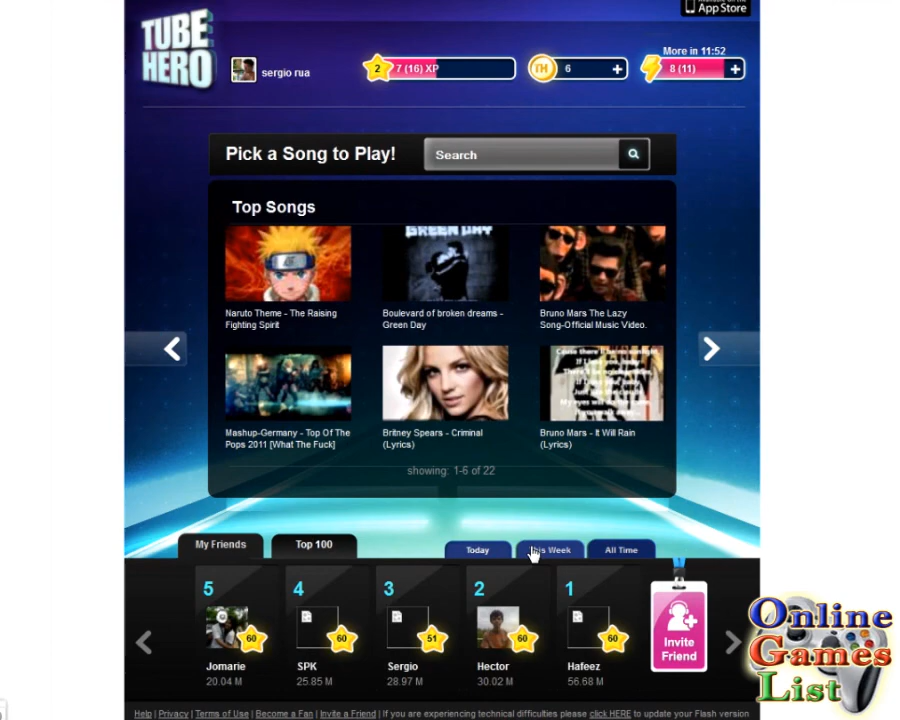 App Store
TUBE
HERO
sergio rua
2
7 (16) XP
TH
6
+
More in 11:52
8 (11)
+
Pick a Song to Play!
Search
Top Songs
GREEN DAY
Naruto Theme - The Raising
Fighting Spirit
Boulevard of broken dreams -
Green Day
Bruno Mars The Lazy
Song-Official Music Video.
Mashup-Germany - Top Of The
Pops 2011 [What The Fuck]
Britney Spears - Criminal
(Lyrics)
Bruno Mars - It Will Rain
(Lyrics)
showing: 1-6 of 22
My Friends
Top 100
Today
This Week
All Time
5
4
3
2
1
60
60
51
60
60
Jomarie
SPK
Sergio
Hector
Hafeez
20.04 M
25.85 M
28.97 M
30.02 M
56.68 M
Invite
Friend
Online
Games
List
Help | Privacy | Terms of Use | Become a Fan | Invite a Friend | If you are experiencing technical difficulties please click HERE to update your Flash version